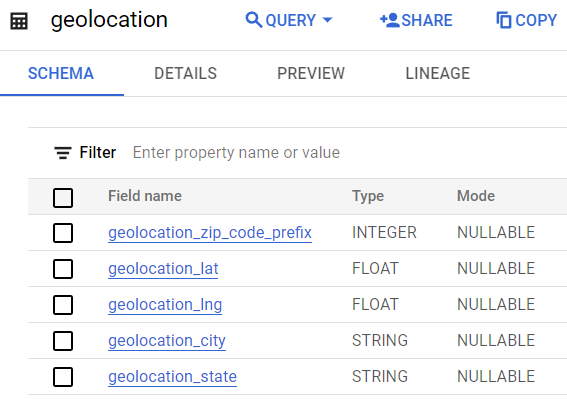 geolocation QUERY SHARE COPY
SCHEMA DETAILS PREVIEW LINEAGE
Filter Enter property name or value
Field name Type Mode
geolocation_zip_code_prefix INTEGER NULLABLE
geolocation_lat FLOAT NULLABLE
geolocation_lng FLOAT NULLABLE
geolocation_city STRING NULLABLE
geolocation_state STRING NULLABLE